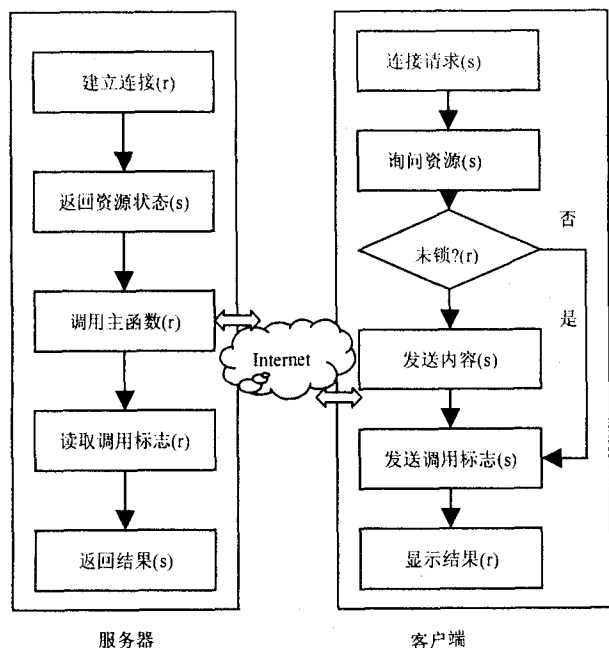 建立连接(r)
返回资源状态(s)
调用主函数(r)
读取调用标志(r)
返回结果(s)
服务器
Internet
连接请求(s)
询问资源(s)
未锁?(r)
否
是
发送内容(s)
发送调用标志(s)
显示结果(r)
客户端